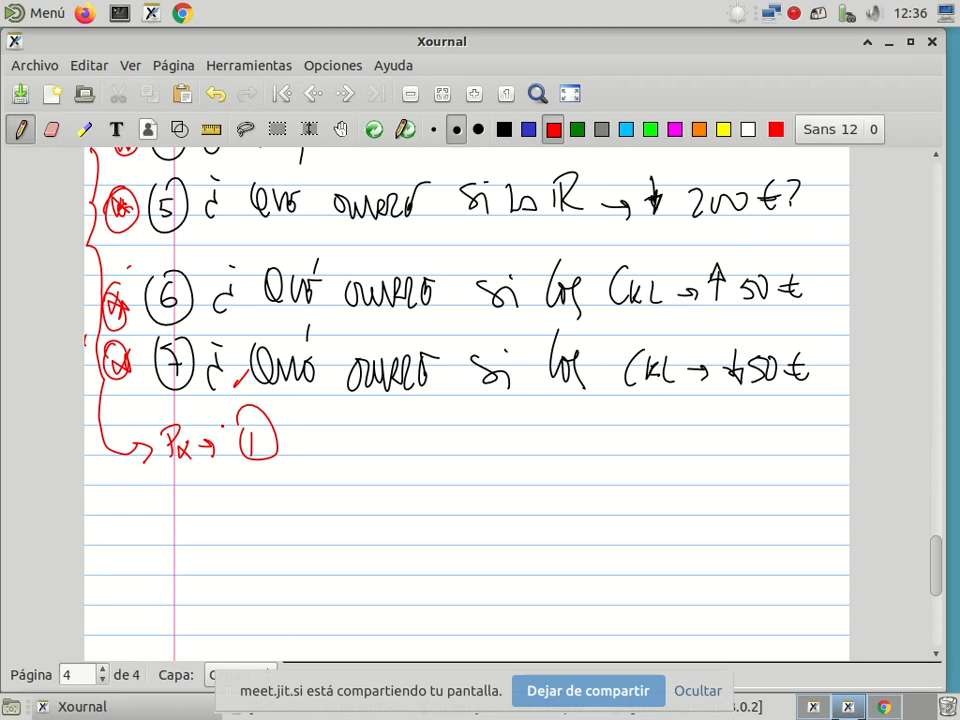 Menú 12:36
Xournal
Archivo Editar Ver Página Herramientas Opciones Ayuda
Sans 12 0
5 ¿ Qué ocurre si la R → ↓ 200 €?
6 ¿ Qué ocurre si los CKL → ↑ 50 €
7 ¿ Qué ocurre si los CKL → ↓ 50 €
→ Px → 1
Página 4 de 4 Capa:
meet.jit.si está compartiendo tu pantalla. Dejar de compartir Ocultar
Xournal